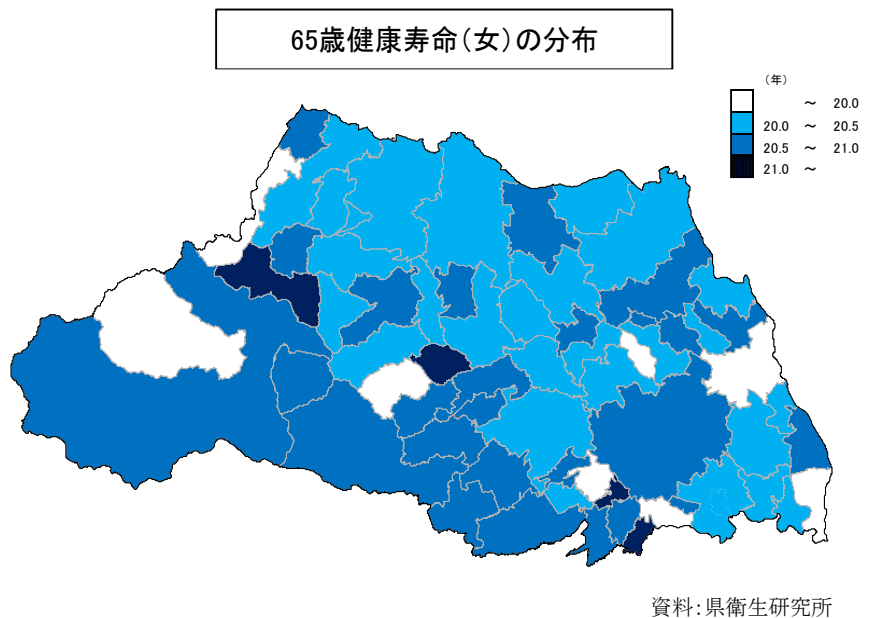 65歳健康寿命(女)の分布
(年)
～ 20.0
20.0 ～ 20.5
20.5 ～ 21.0
21.0 ～
資料:県衛生研究所